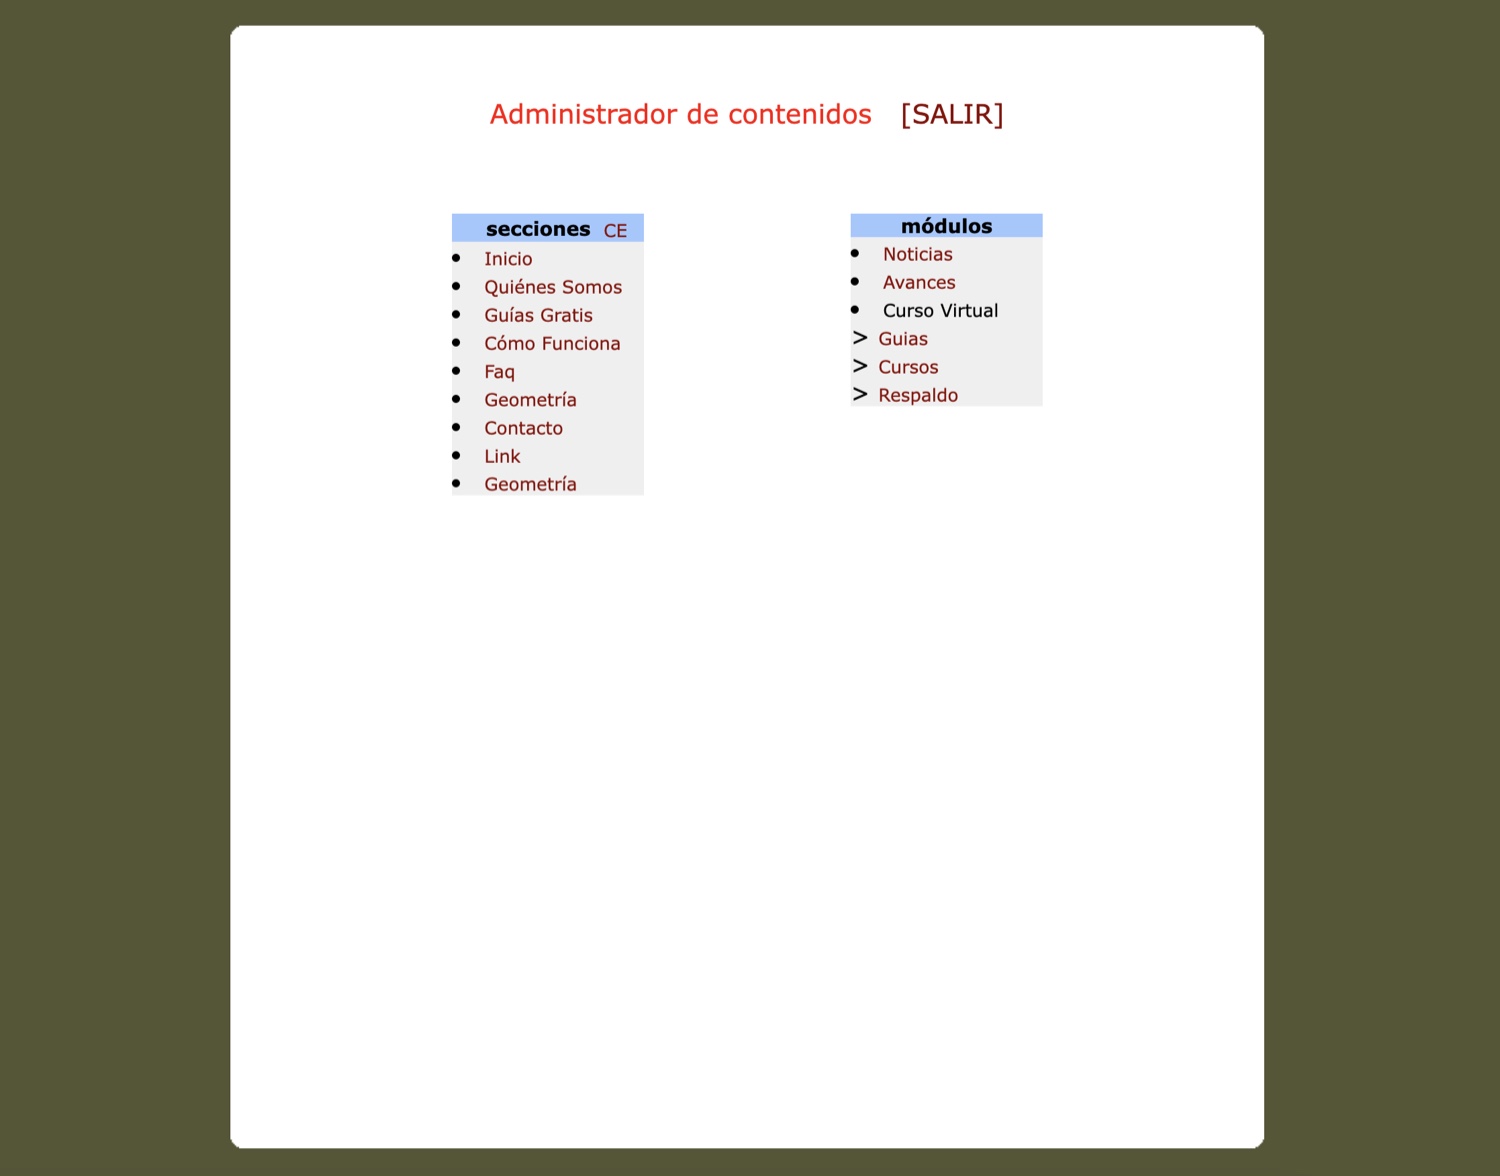 Administrador de contenidos [SALIR]
secciones CE
• Inicio
• Quiénes Somos
• Guías Gratis
• Cómo Funciona
• Faq
• Geometría
• Contacto
• Link
• Geometría
módulos
• Noticias
• Avances
• Curso Virtual
> Guias
> Cursos
> Respaldo